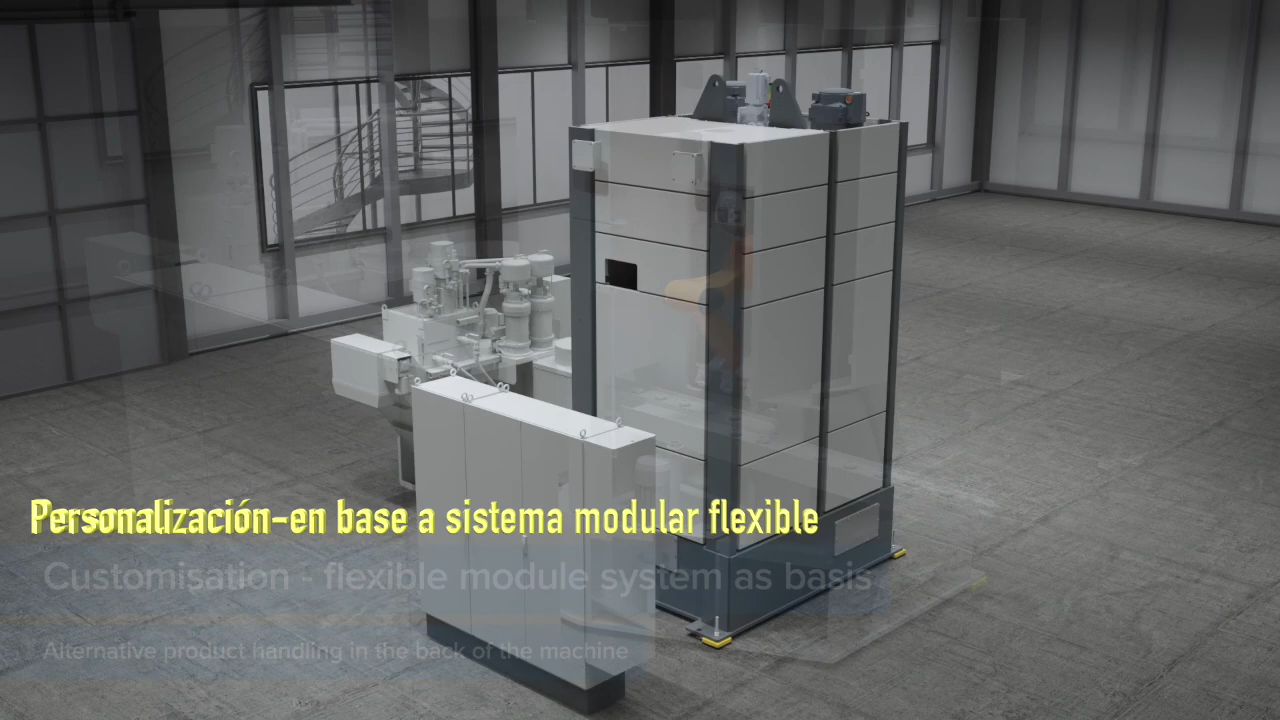 Personalización-en base a sistema modular flexible
Customisation - flexible module system as basis
Alternative product handling in the back of the machine